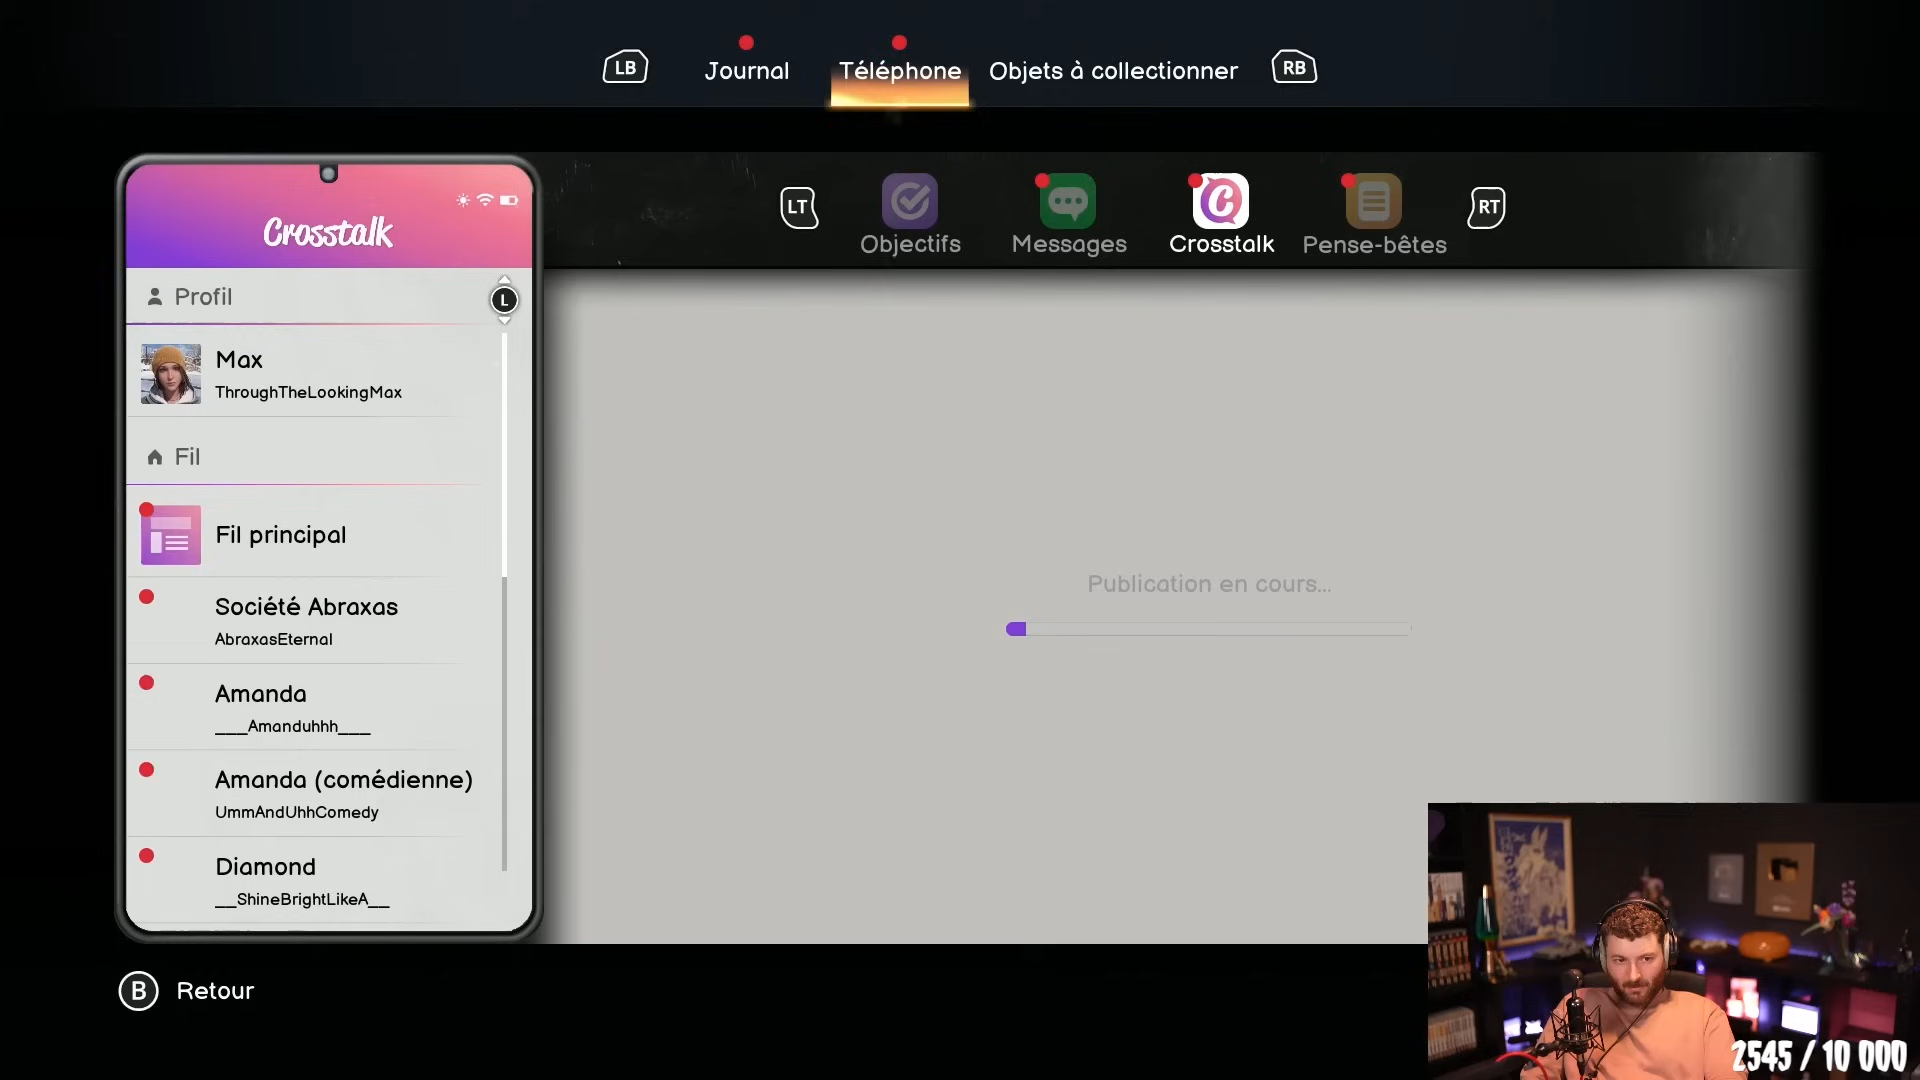 LB
Journal
Téléphone
Objets à collectionner
RB
Crosstalk
LT
Objectifs
Messages
Crosstalk
Pense-bêtes
RT
Profil
L
Max
ThroughTheLookingMax
Fil
Fil principal
Société Abraxas
AbraxasEternal
Amanda
___Amanduhhh___
Amanda (comédienne)
UmmAndUhhComedy
Diamond
__ShineBrightLikeA__
Publication en cours...
B
Retour
2545 / 10 000